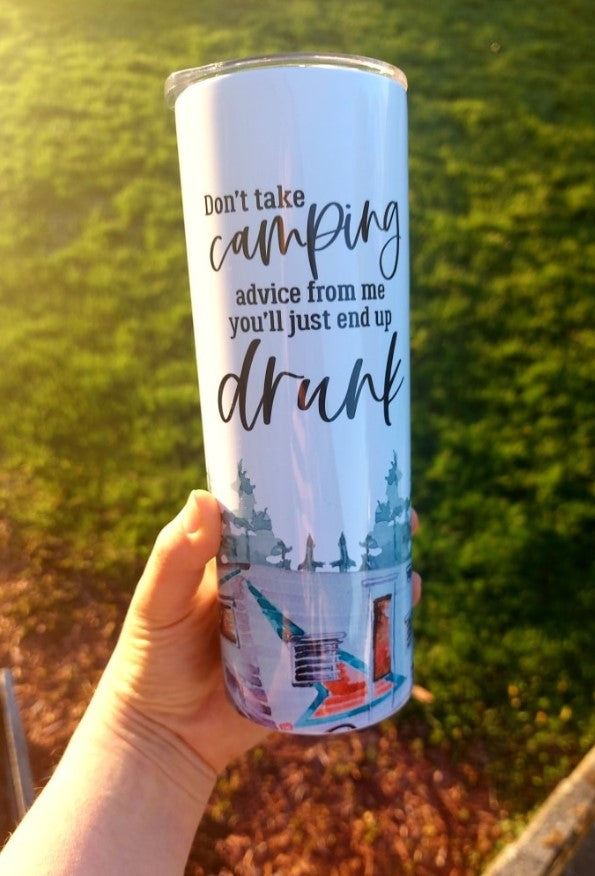 Don't take
camping
advice from me
you'll just end up
drunk